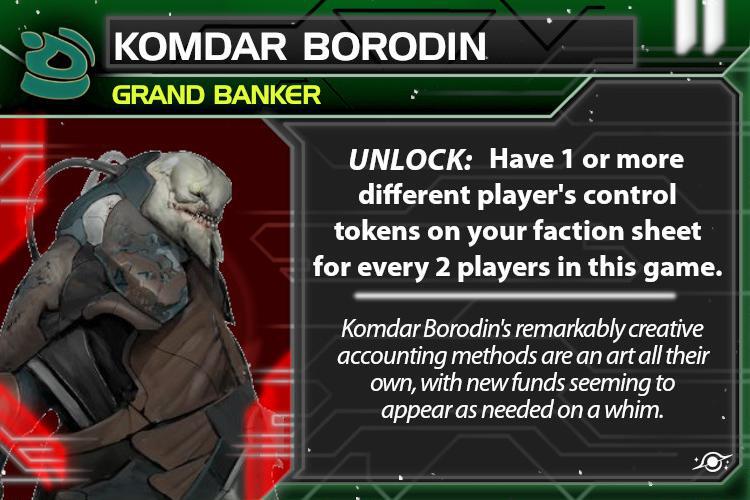 KOMDAR BORODIN
GRAND BANKER
UNLOCK: Have 1 or more
different player's control
tokens on your faction sheet
for every 2 players in this game.
Komdar Borodin's remarkably creative
accounting methods are an art all their
own, with new funds seeming to
appear as needed on a whim.